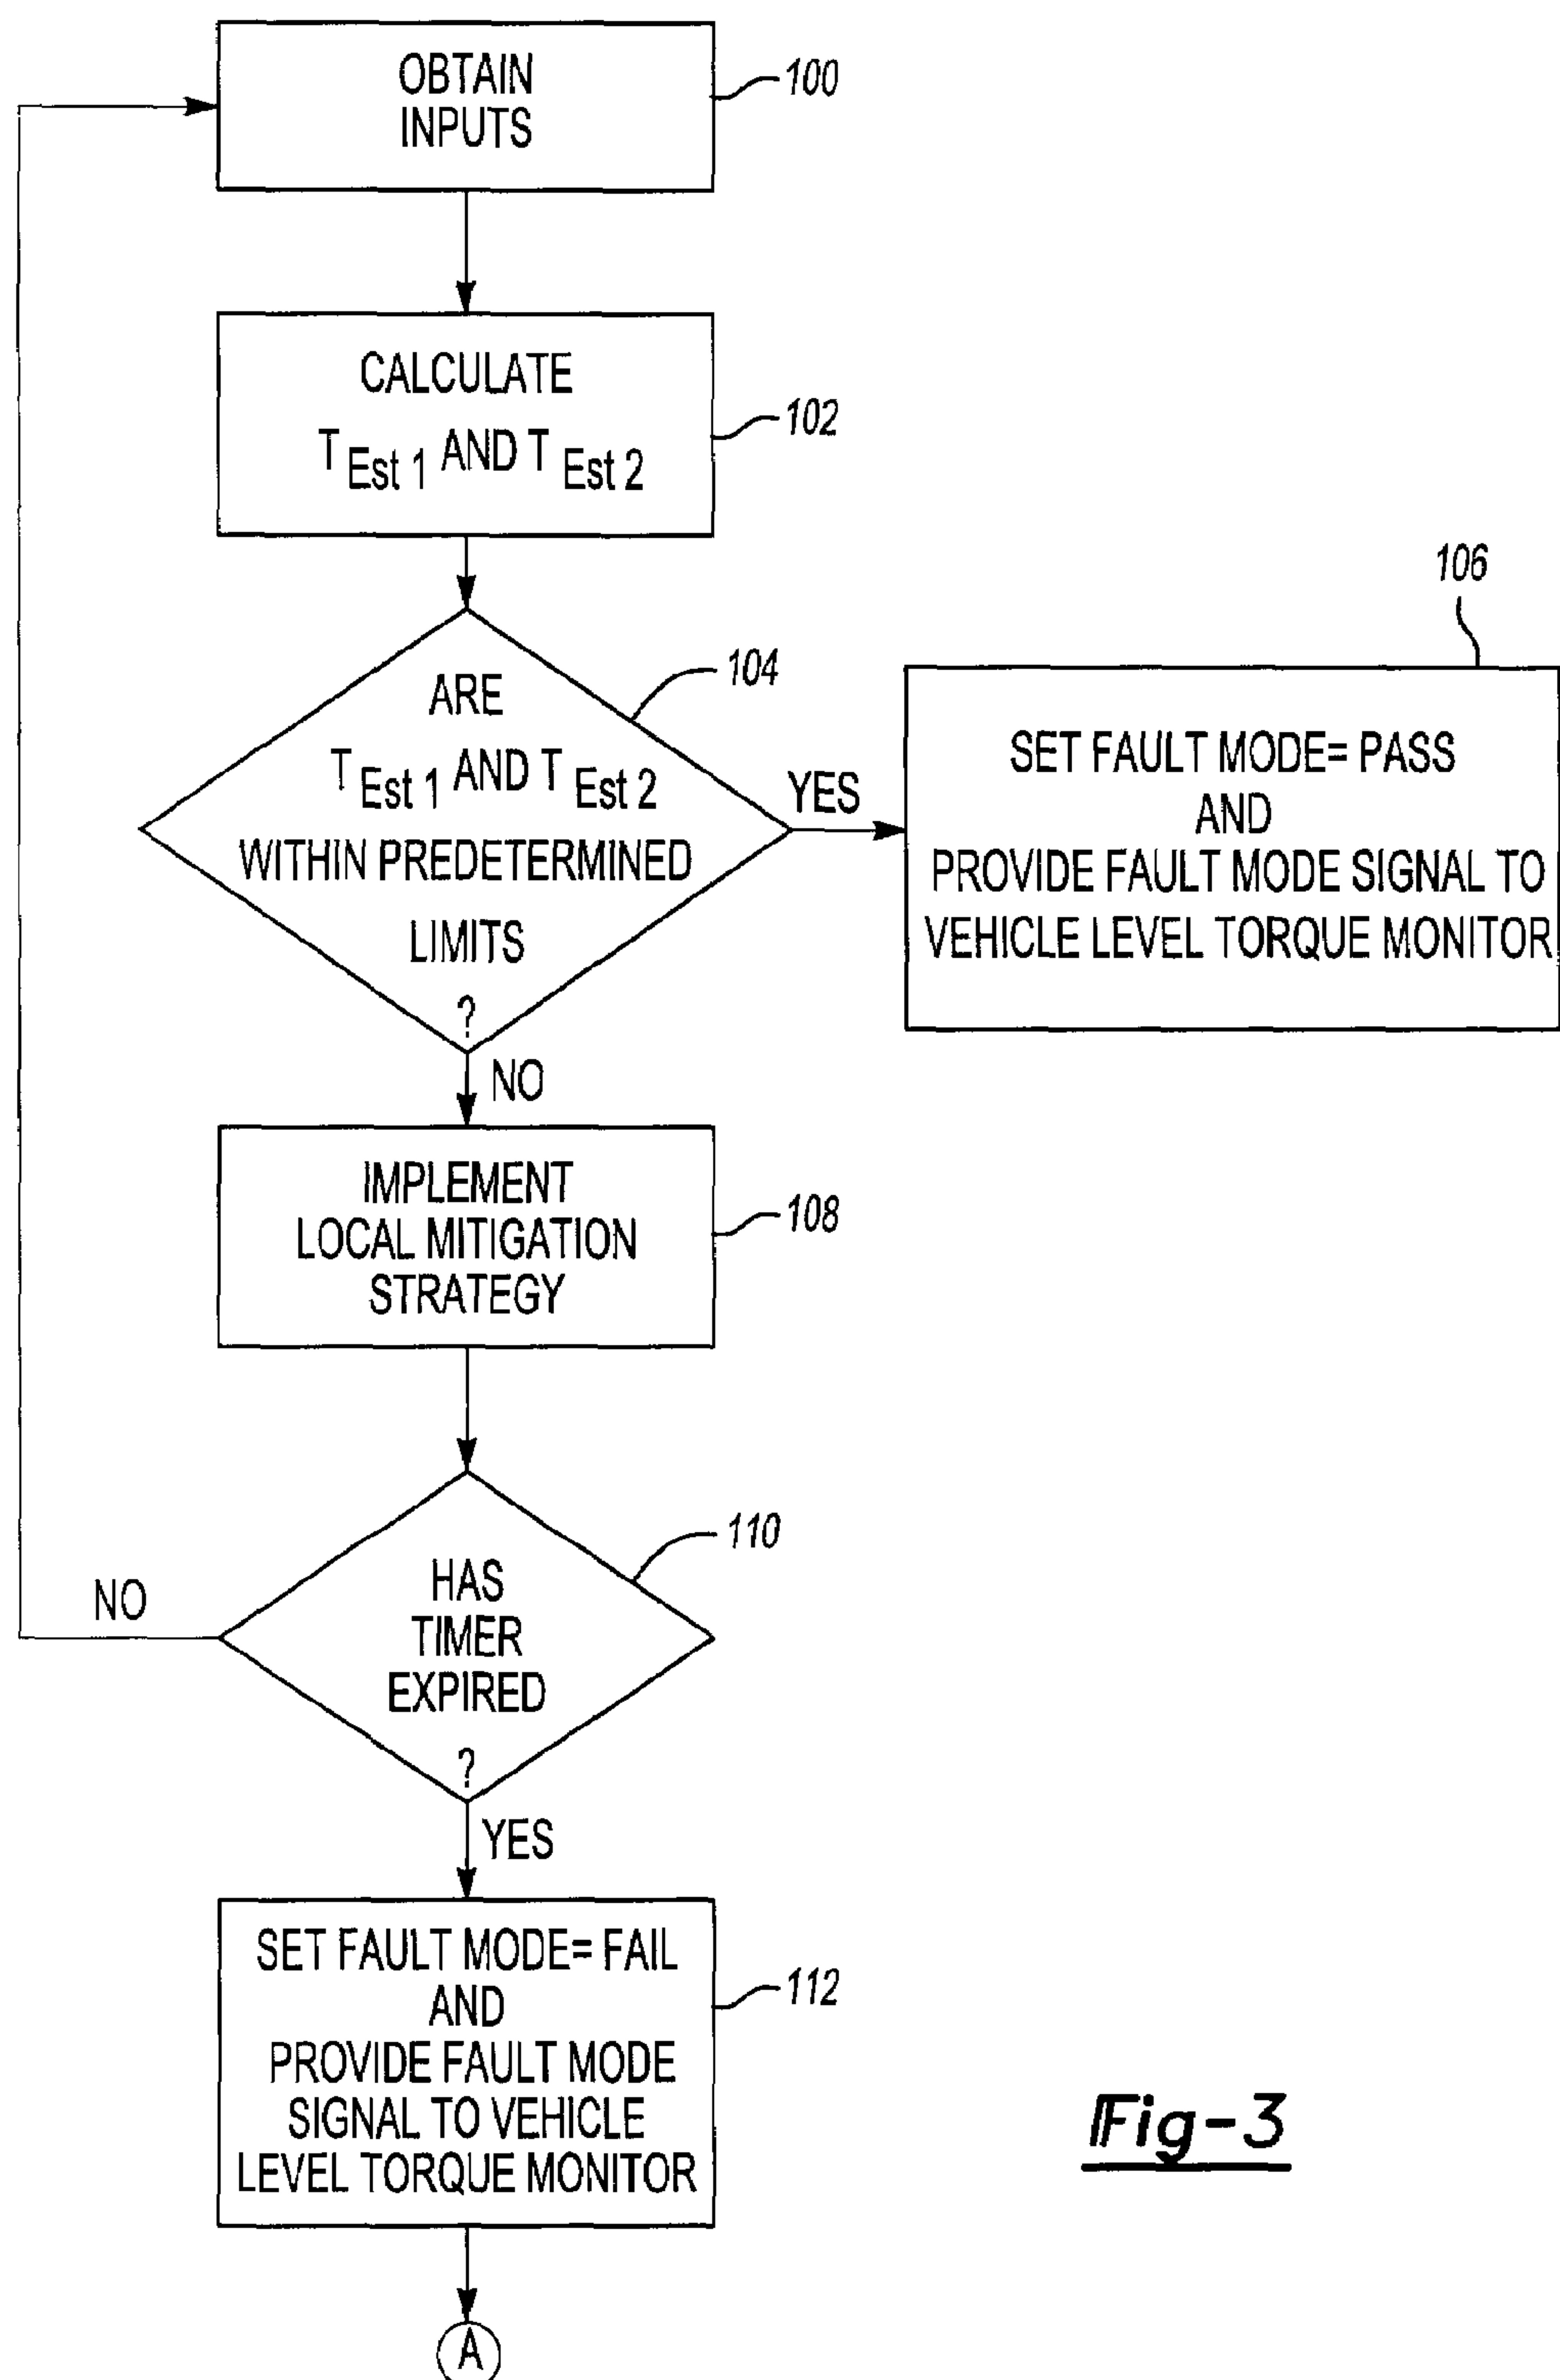 OBTAIN
INPUTS
100
CALCULATE
T Est 1 AND T Est 2
102
ARE
T Est 1 AND T Est 2
WITHIN PREDETERMINED
LIMITS
?
104
YES
106
SET FAULT MODE= PASS
AND
PROVIDE FAULT MODE SIGNAL TO
VEHICLE LEVEL TORQUE MONITOR
NO
IMPLEMENT
LOCAL MITIGATION
STRATEGY
108
HAS
TIMER
EXPIRED
?
110
NO
YES
SET FAULT MODE= FAIL
AND
PROVIDE FAULT MODE
SIGNAL TO VEHICLE
LEVEL TORQUE MONITOR
112
A
Fig-3